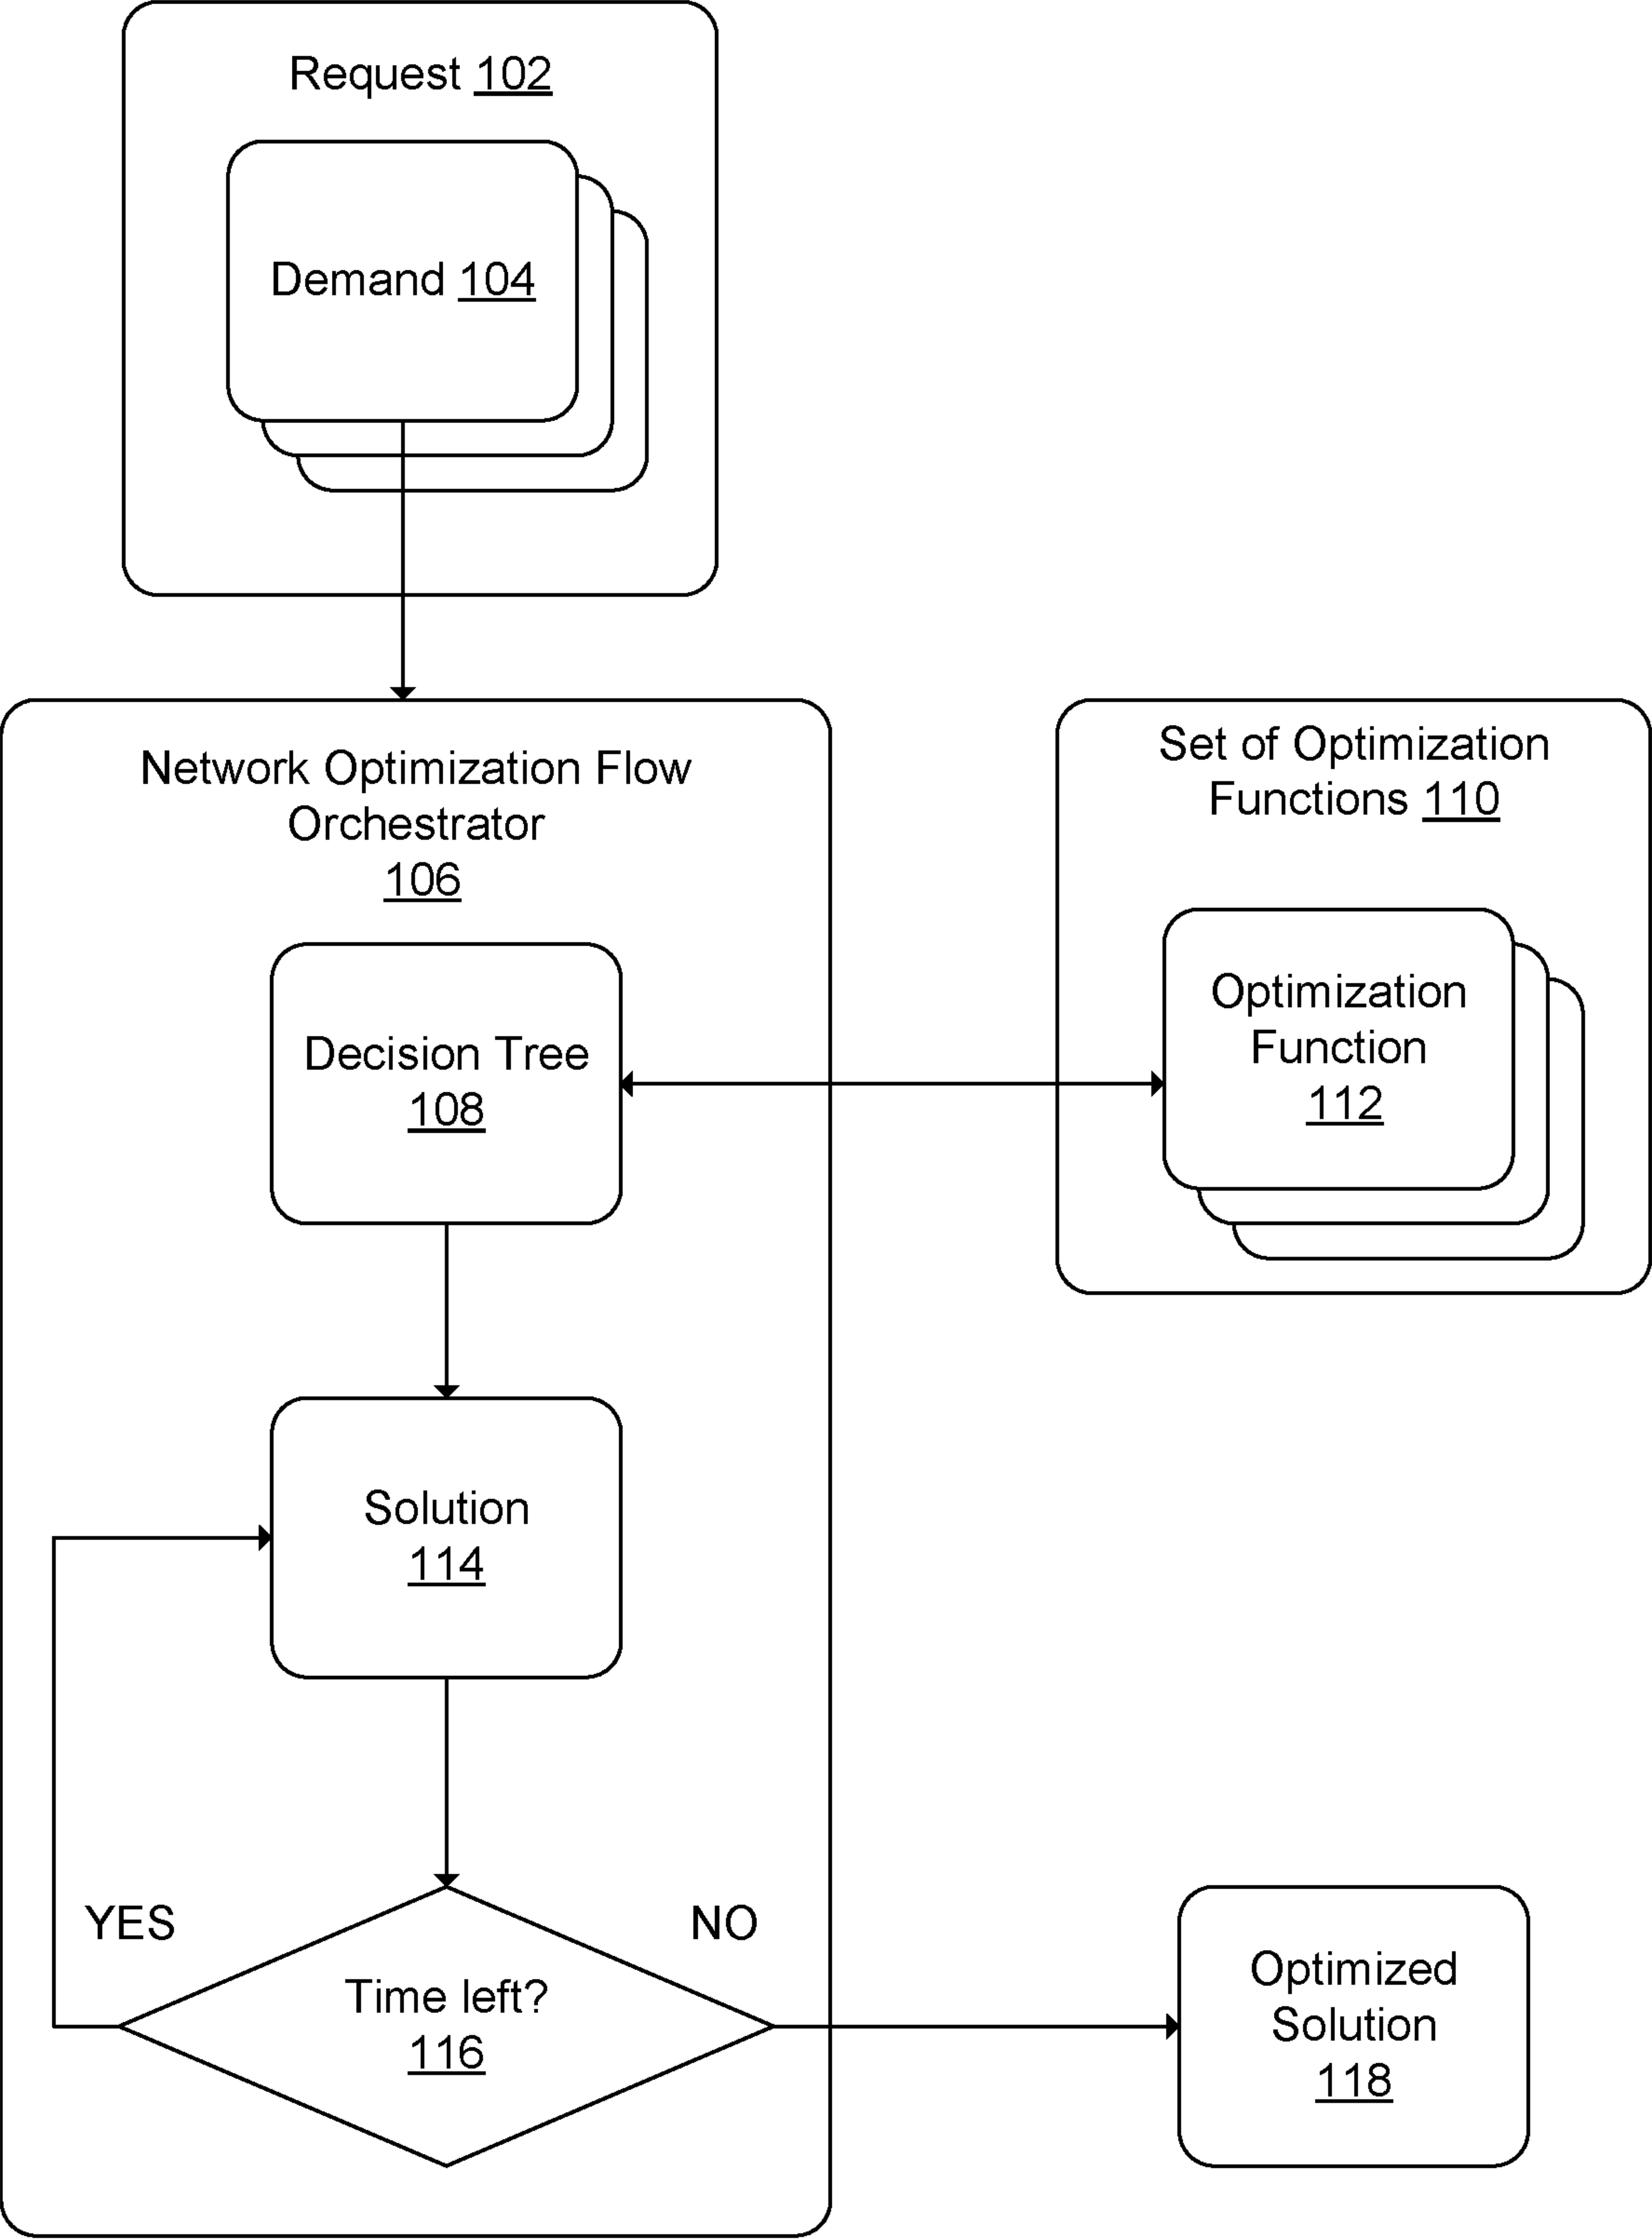 Request 102
Demand 104
Network Optimization Flow
Orchestrator
106
Set of Optimization
Functions 110
Decision Tree
108
Optimization
Function
112
Solution
114
YES
NO
Time left?
116
Optimized
Solution
118